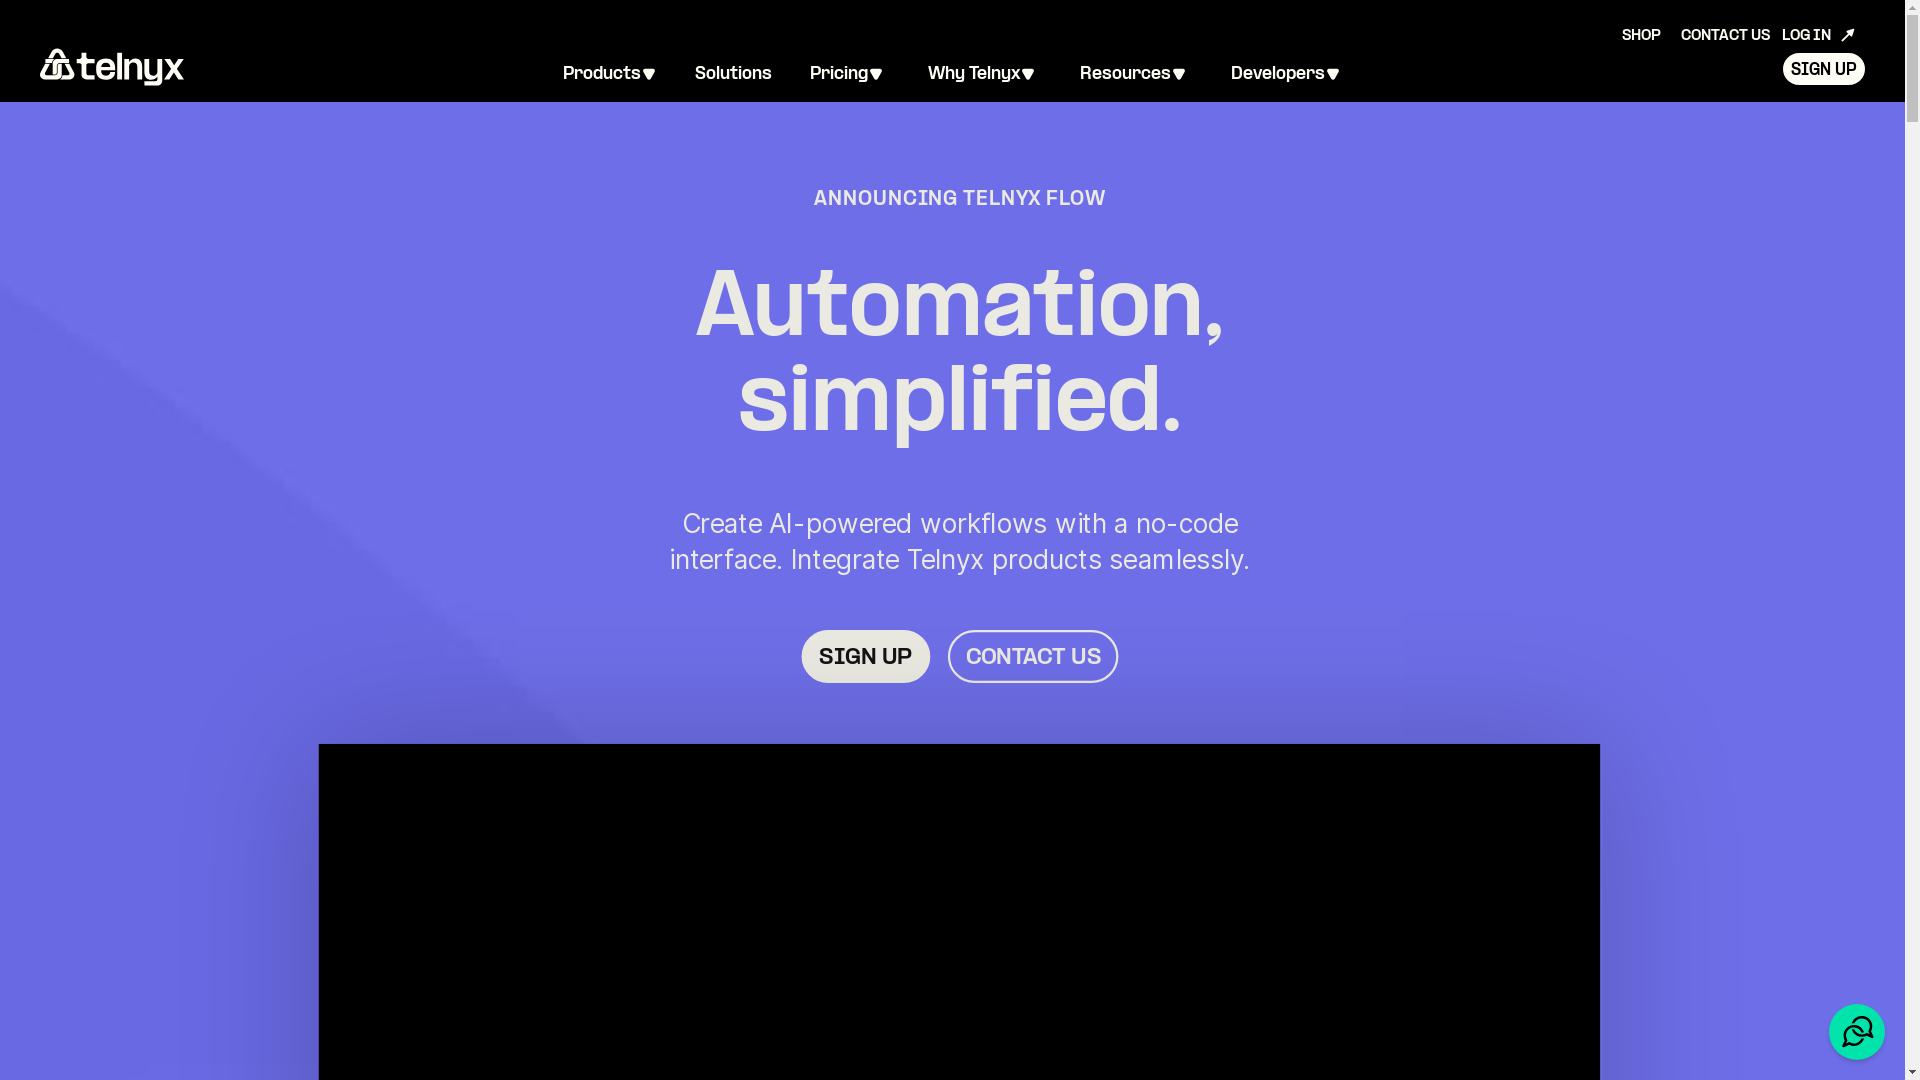 SHOP CONTACT US LOG IN
telnyx
Products Solutions Pricing Why Telnyx Resources Developers
SIGN UP
ANNOUNCING TELNYX FLOW
Automation,
simplified.
Create AI-powered workflows with a no-code
interface. Integrate Telnyx products seamlessly.
SIGN UP CONTACT US